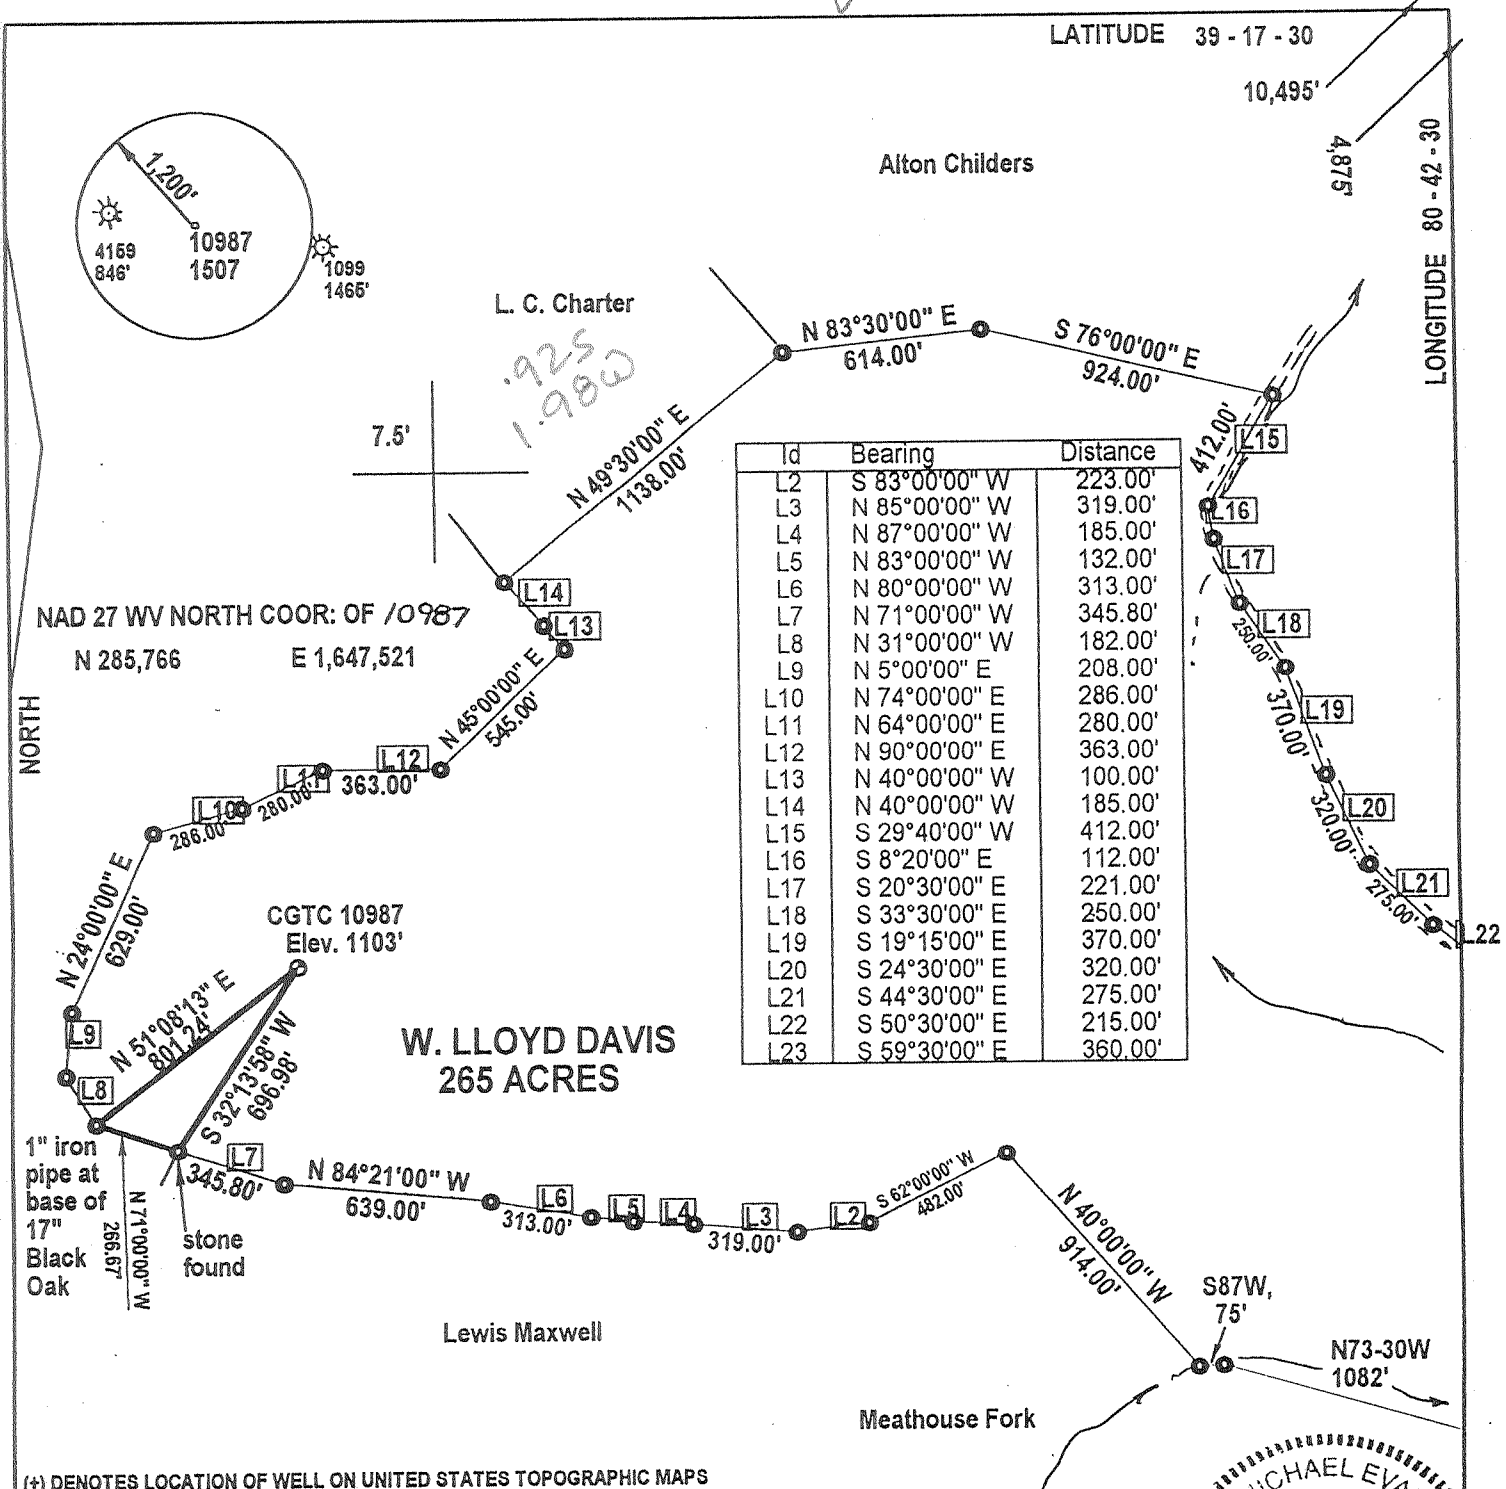 LATITUDE 39 - 17 - 30
10,495'
4,875'
LONGITUDE 80 - 42 - 30
Alton Childers
1,200'
4159
846'
10987
1507
1099
1465'
L. C. Charter
.92S
1.98W
7.5'
N 83°30'00" E
614.00'
S 76°00'00" E
924.00'
N 49°30'00" E
1138.00'
412.00'
L15
L16
L17
L18
250.00'
L19
370.00'
L20
320.00'
L21
275.00'
L22
Id Bearing Distance
L2 S 83°00'00" W 223.00'
L3 N 85°00'00" W 319.00'
L4 N 87°00'00" W 185.00'
L5 N 83°00'00" W 132.00'
L6 N 80°00'00" W 313.00'
L7 N 71°00'00" W 345.80'
L8 N 31°00'00" W 182.00'
L9 N 5°00'00" E 208.00'
L10 N 74°00'00" E 286.00'
L11 N 64°00'00" E 280.00'
L12 N 90°00'00" E 363.00'
L13 N 40°00'00" W 100.00'
L14 N 40°00'00" W 185.00'
L15 S 29°40'00" W 412.00'
L16 S 8°20'00" E 112.00'
L17 S 20°30'00" E 221.00'
L18 S 33°30'00" E 250.00'
L19 S 19°15'00" E 370.00'
L20 S 24°30'00" E 320.00'
L21 S 44°30'00" E 275.00'
L22 S 50°30'00" E 215.00'
L23 S 59°30'00" E 360.00'
L14
L13
NAD 27 WV NORTH COOR: OF 10987
N 285,766 E 1,647,521
NORTH
N 45°00'00" E
545.00'
L12
363.00'
L11
280.00'
L10
286.00'
N 24°00'00" E
629.00'
CGTC 10987
Elev. 1103'
L9
L8
N 51°08'13" E
801.24'
S 32°13'58" W
696.98'
W. LLOYD DAVIS
265 ACRES
1" iron
pipe at
base of
17"
Black
Oak
N 71°00'00" W
266.67'
stone
found
L7
345.80'
N 84°21'00" W
639.00'
L6
313.00'
L5
L4
L3
319.00'
L2
S 62°00'00" W
482.00'
N 40°00'00" W
914.00'
S87W,
75'
N73-30W
1082'
Lewis Maxwell
Meathouse Fork
(+) DENOTES LOCATION OF WELL ON UNITED STATES TOPOGRAPHIC MAPS